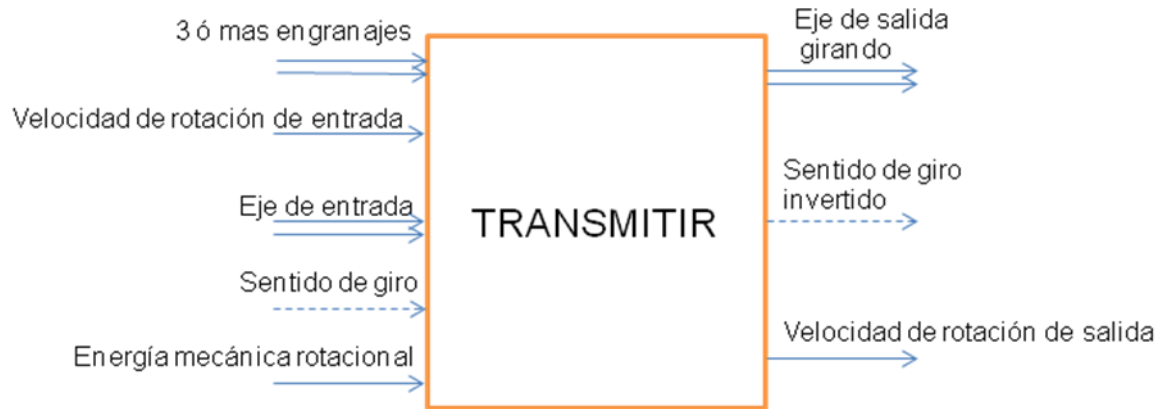 3 ó mas engranajes
Velocidad de rotación de entrada
Eje de entrada
Sentido de giro
Energía mecánica rotacional
TRANSMITIR
Eje de salida
girando
Sentido de giro
invertido
Velocidad de rotación de salida